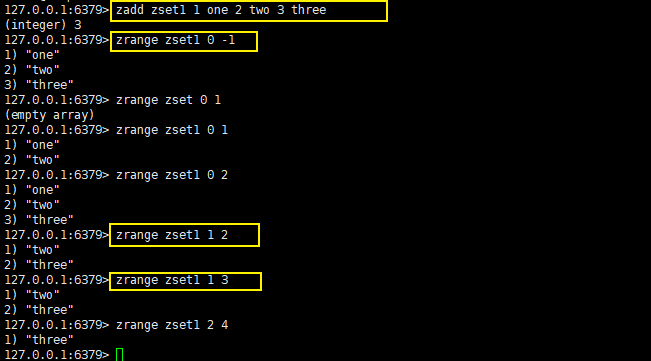 127.0.0.1:6379> zadd zset1 1 one 2 two 3 three
(integer) 3
127.0.0.1:6379> zrange zset1 0 -1
1) "one"
2) "two"
3) "three"
127.0.0.1:6379> zrange zset 0 1
(empty array)
127.0.0.1:6379> zrange zset1 0 1
1) "one"
2) "two"
127.0.0.1:6379> zrange zset1 0 2
1) "one"
2) "two"
3) "three"
127.0.0.1:6379> zrange zset1 1 2
1) "two"
2) "three"
127.0.0.1:6379> zrange zset1 1 3
1) "two"
2) "three"
127.0.0.1:6379> zrange zset1 2 4
1) "three"
127.0.0.1:6379>